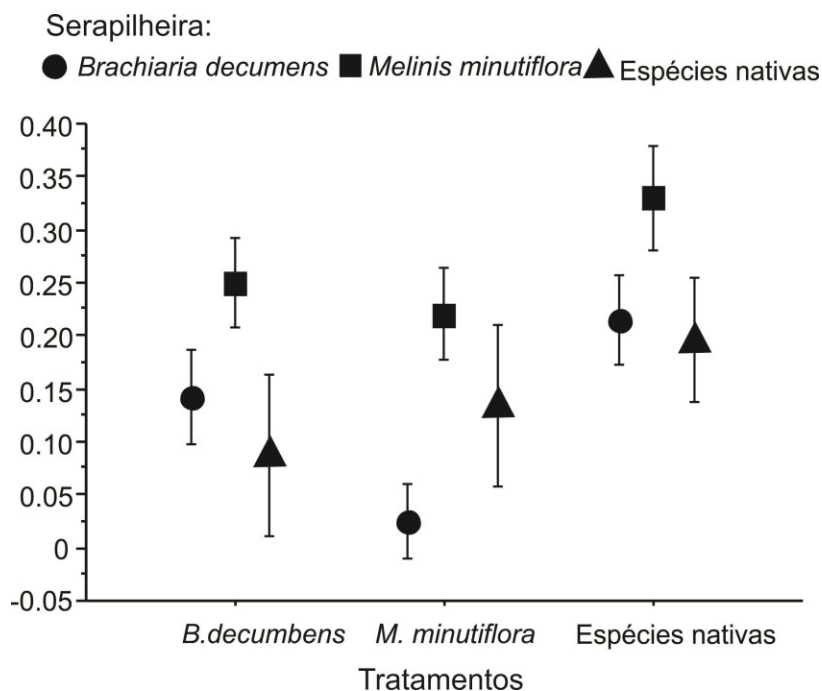 Serapilheira:
Brachiaria decumens Melinis minutiflora Espécies nativas
0.40
0.35
0.30
0.25
0.20
0.15
0.10
0.05
0
-0.05
B.decumbens M. minutiflora Espécies nativas
Tratamentos